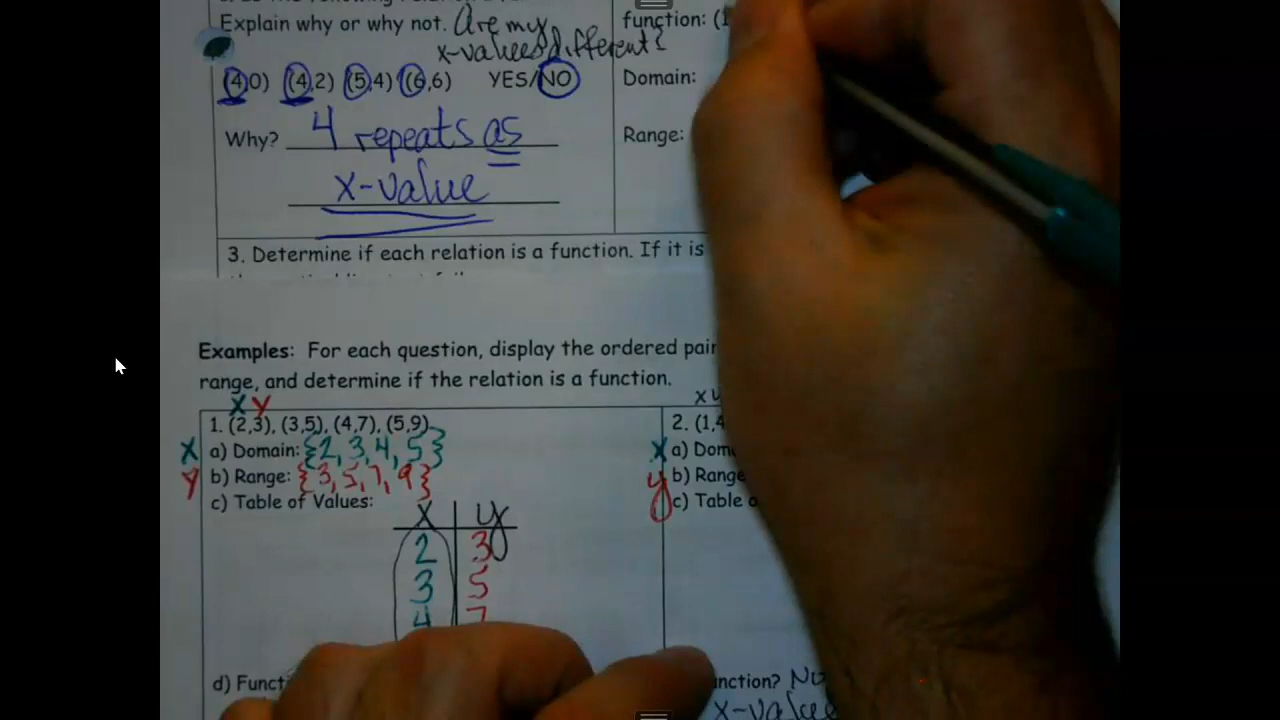 Explain why or why not. Are my
x-values different?
(4,0) (4,2) (5,4) (6,6) YES/NO
Why? 4 repeats as
x-value
function: (1
Domain:
Range:
3. Determine if each relation is a function. If it is
Examples: For each question, display the ordered pair
range, and determine if the relation is a function.
X Y
1. (2,3), (3,5), (4,7), (5,9)
X a) Domain: {2, 3, 4, 5}
Y b) Range: {3, 5, 7, 9}
c) Table of Values:
X y
2 3
3 5
4 7
d) Funct
x y
2. (1,4
X a) Dom
y b) Range
c) Table o
unction? No
x-value